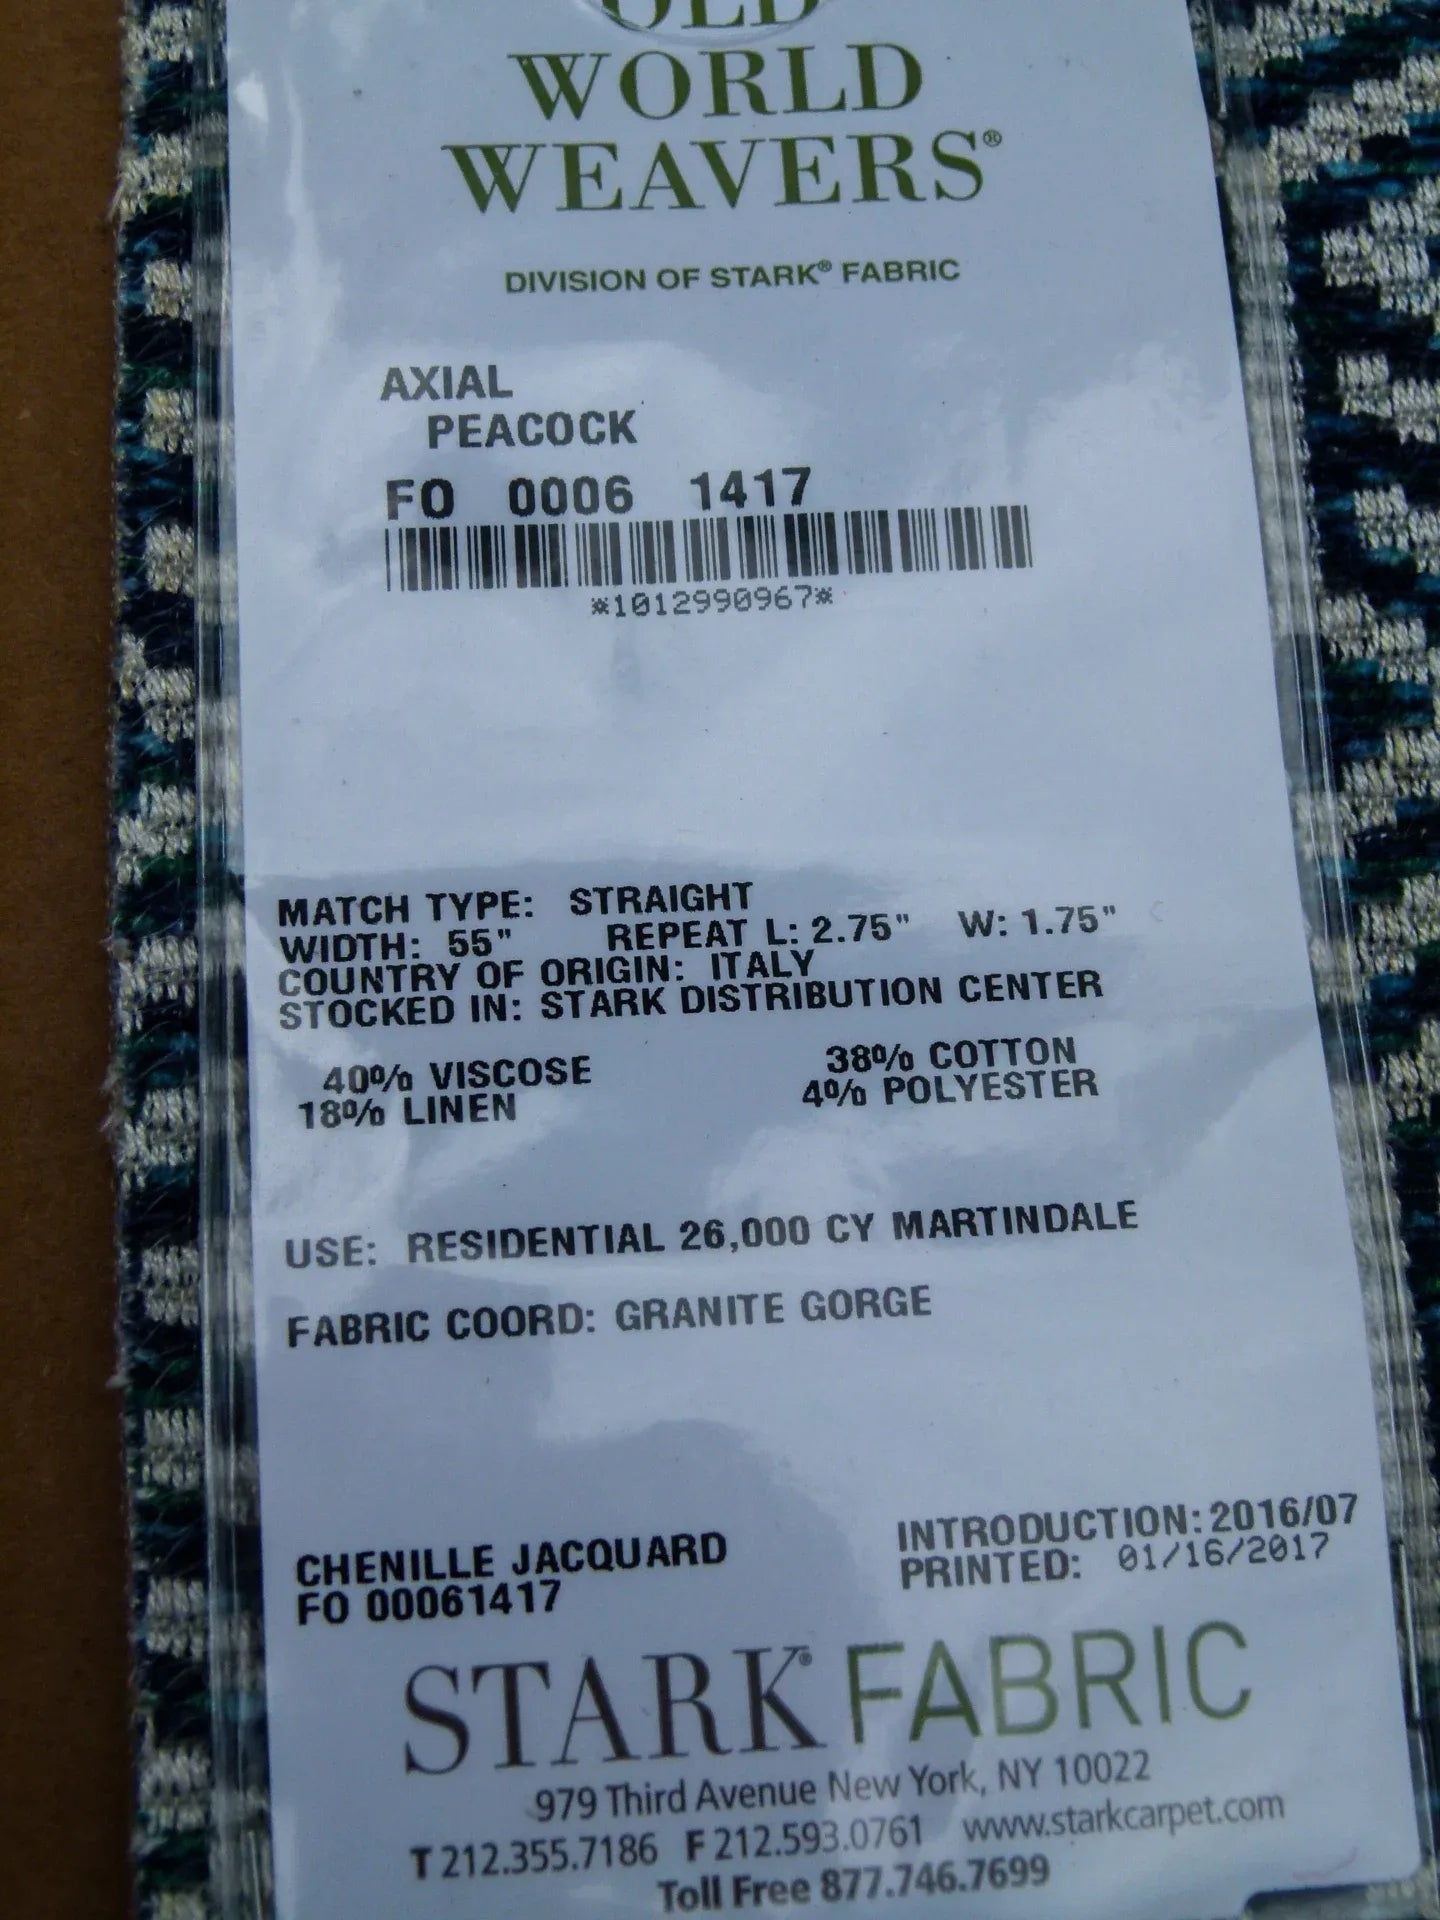 OLD
WORLD
WEAVERS®
DIVISION OF STARK® FABRIC
AXIAL
PEACOCK
FO 0006 1417
*1012990967*
MATCH TYPE: STRAIGHT
WIDTH: 55" REPEAT L: 2.75" W: 1.75"
COUNTRY OF ORIGIN: ITALY
STOCKED IN: STARK DISTRIBUTION CENTER
40% VISCOSE 38% COTTON
18% LINEN 4% POLYESTER
USE: RESIDENTIAL 26,000 CY MARTINDALE
FABRIC COORD: GRANITE GORGE
CHENILLE JACQUARD INTRODUCTION: 2016/07
FO 00061417 PRINTED: 01/16/2017
STARK® FABRIC
979 Third Avenue New York, NY 10022
T 212.355.7186 F 212.593.0761 www.starkcarpet.com
Toll Free 877.746.7699